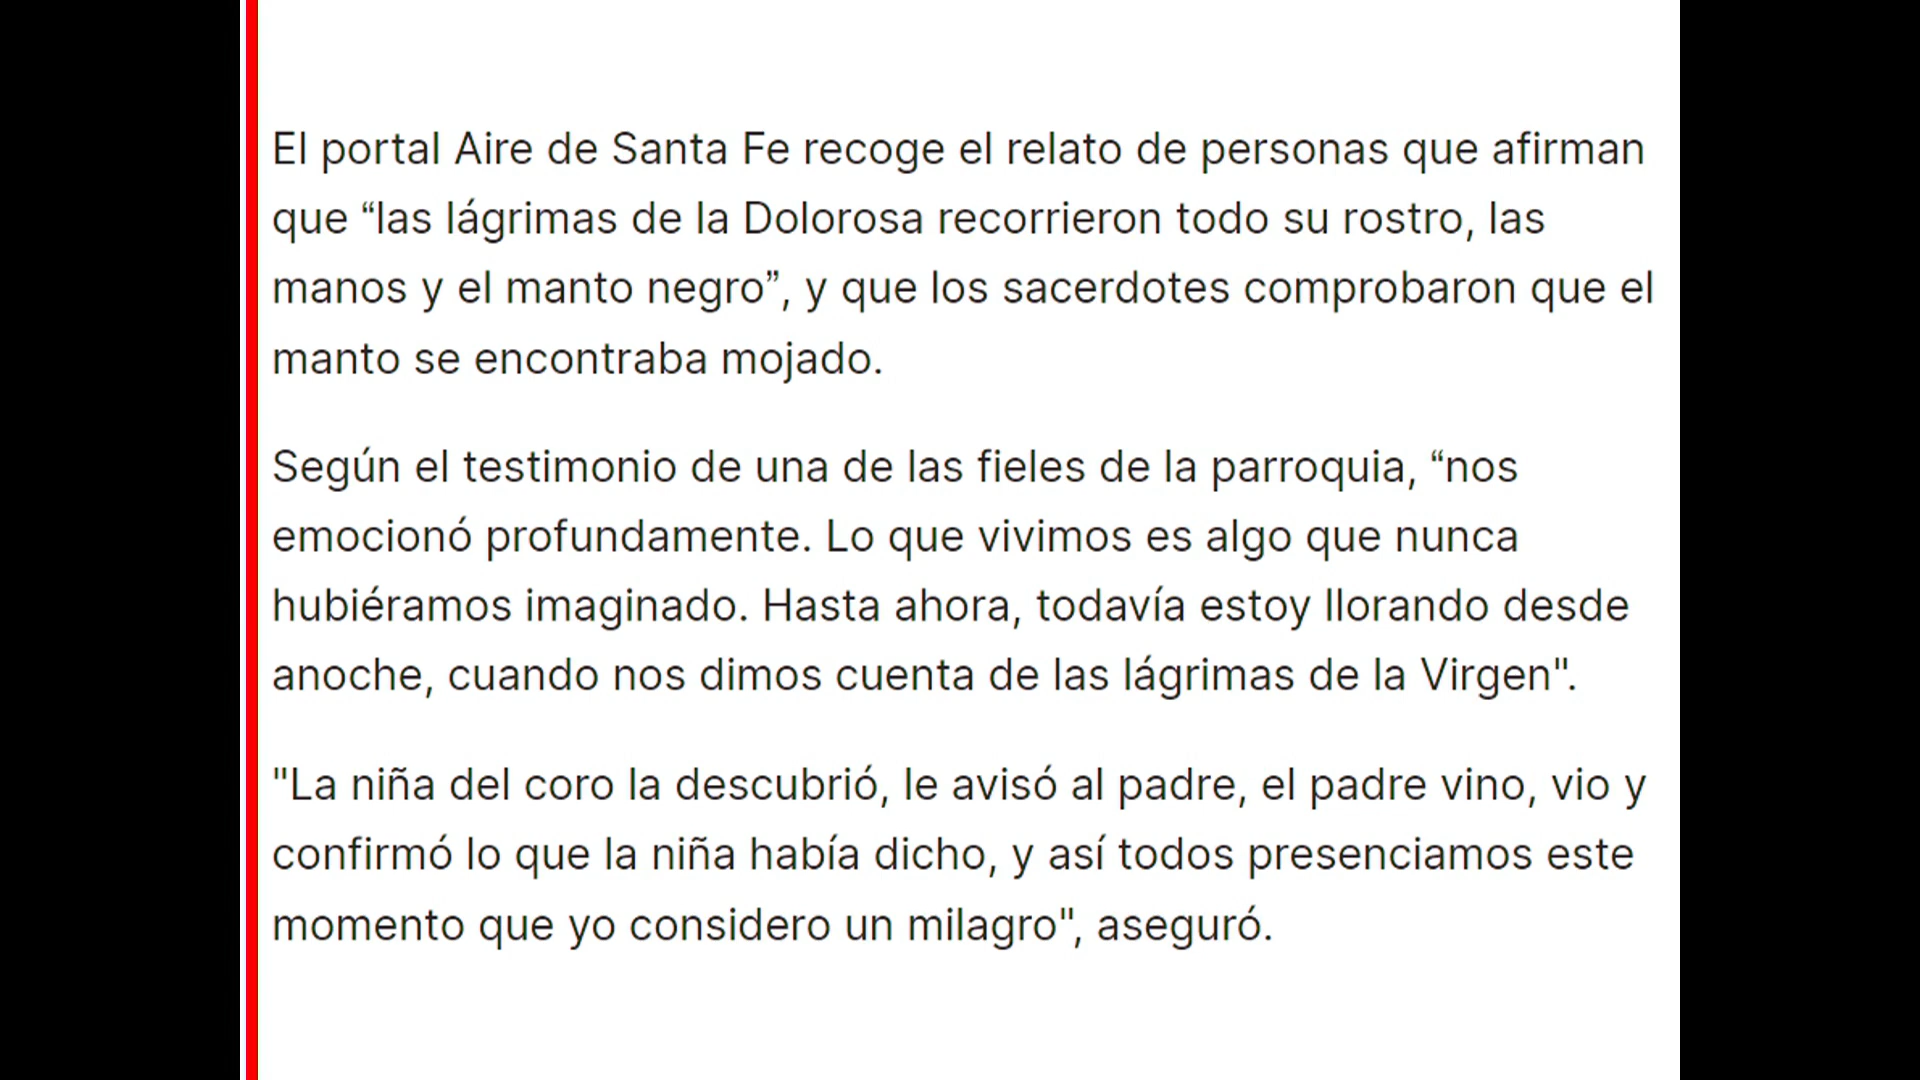 El portal Aire de Santa Fe recoge el relato de personas que afirman
que “las lágrimas de la Dolorosa recorrieron todo su rostro, las
manos y el manto negro”, y que los sacerdotes comprobaron que el
manto se encontraba mojado.
Según el testimonio de una de las fieles de la parroquia, “nos
emocionó profundamente. Lo que vivimos es algo que nunca
hubiéramos imaginado. Hasta ahora, todavía estoy llorando desde
anoche, cuando nos dimos cuenta de las lágrimas de la Virgen".
"La niña del coro la descubrió, le avisó al padre, el padre vino, vio y
confirmó lo que la niña había dicho, y así todos presenciamos este
momento que yo considero un milagro", aseguró.